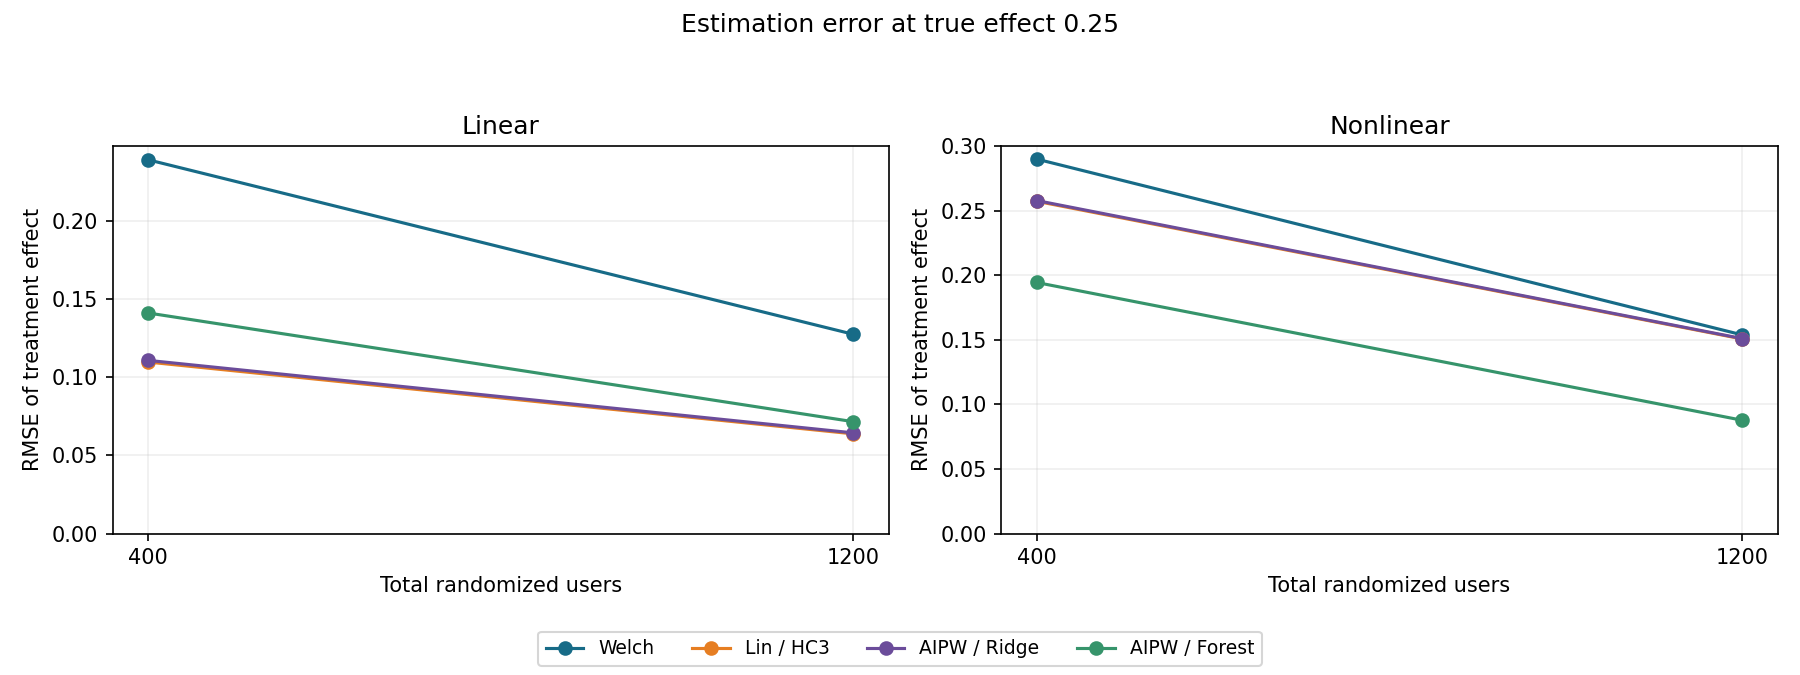 Estimation error at true effect 0.25
Linear
RMSE of treatment effect
0.20
0.15
0.10
0.05
0.00
400
1200
Total randomized users
Nonlinear
RMSE of treatment effect
0.30
0.25
0.20
0.15
0.10
0.05
0.00
400
1200
Total randomized users
Welch
Lin / HC3
AIPW / Ridge
AIPW / Forest